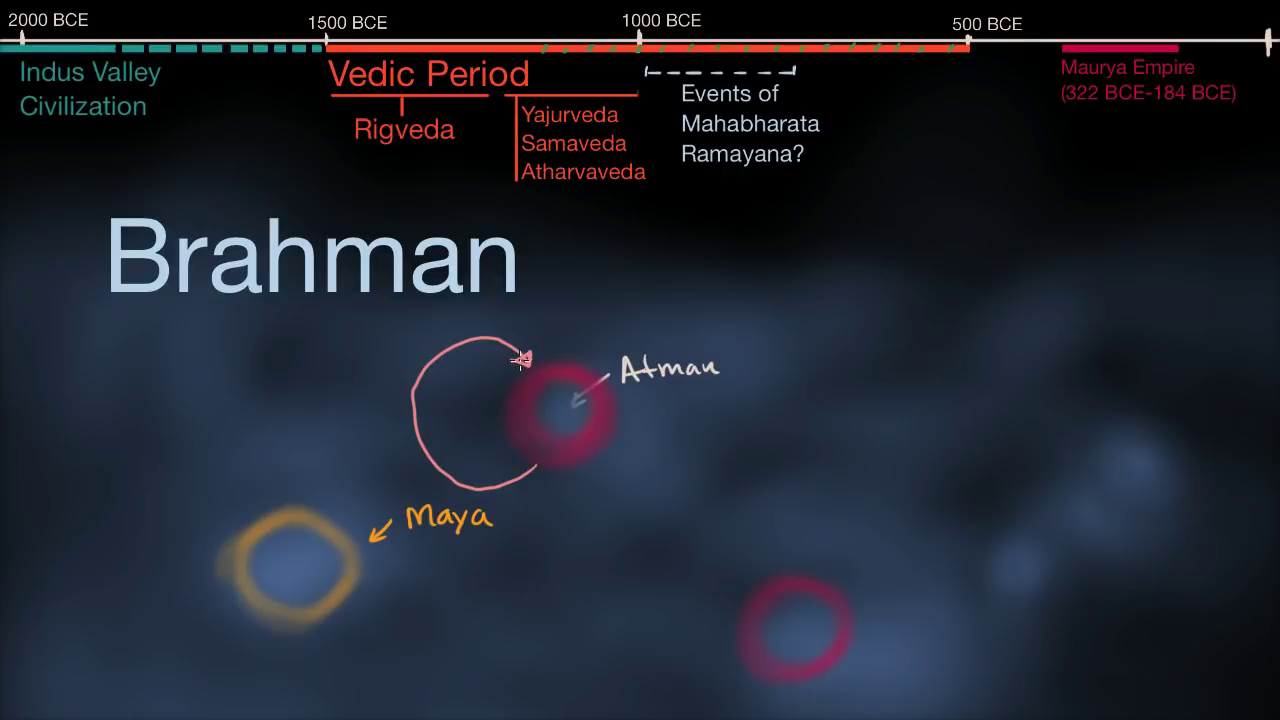 2000 BCE
1500 BCE
1000 BCE
500 BCE
Indus Valley
Civilization
Vedic Period
Rigveda
Yajurveda
Samaveda
Atharvaveda
Events of
Mahabharata
Ramayana?
Maurya Empire
(322 BCE-184 BCE)
Brahman
Atman
Maya